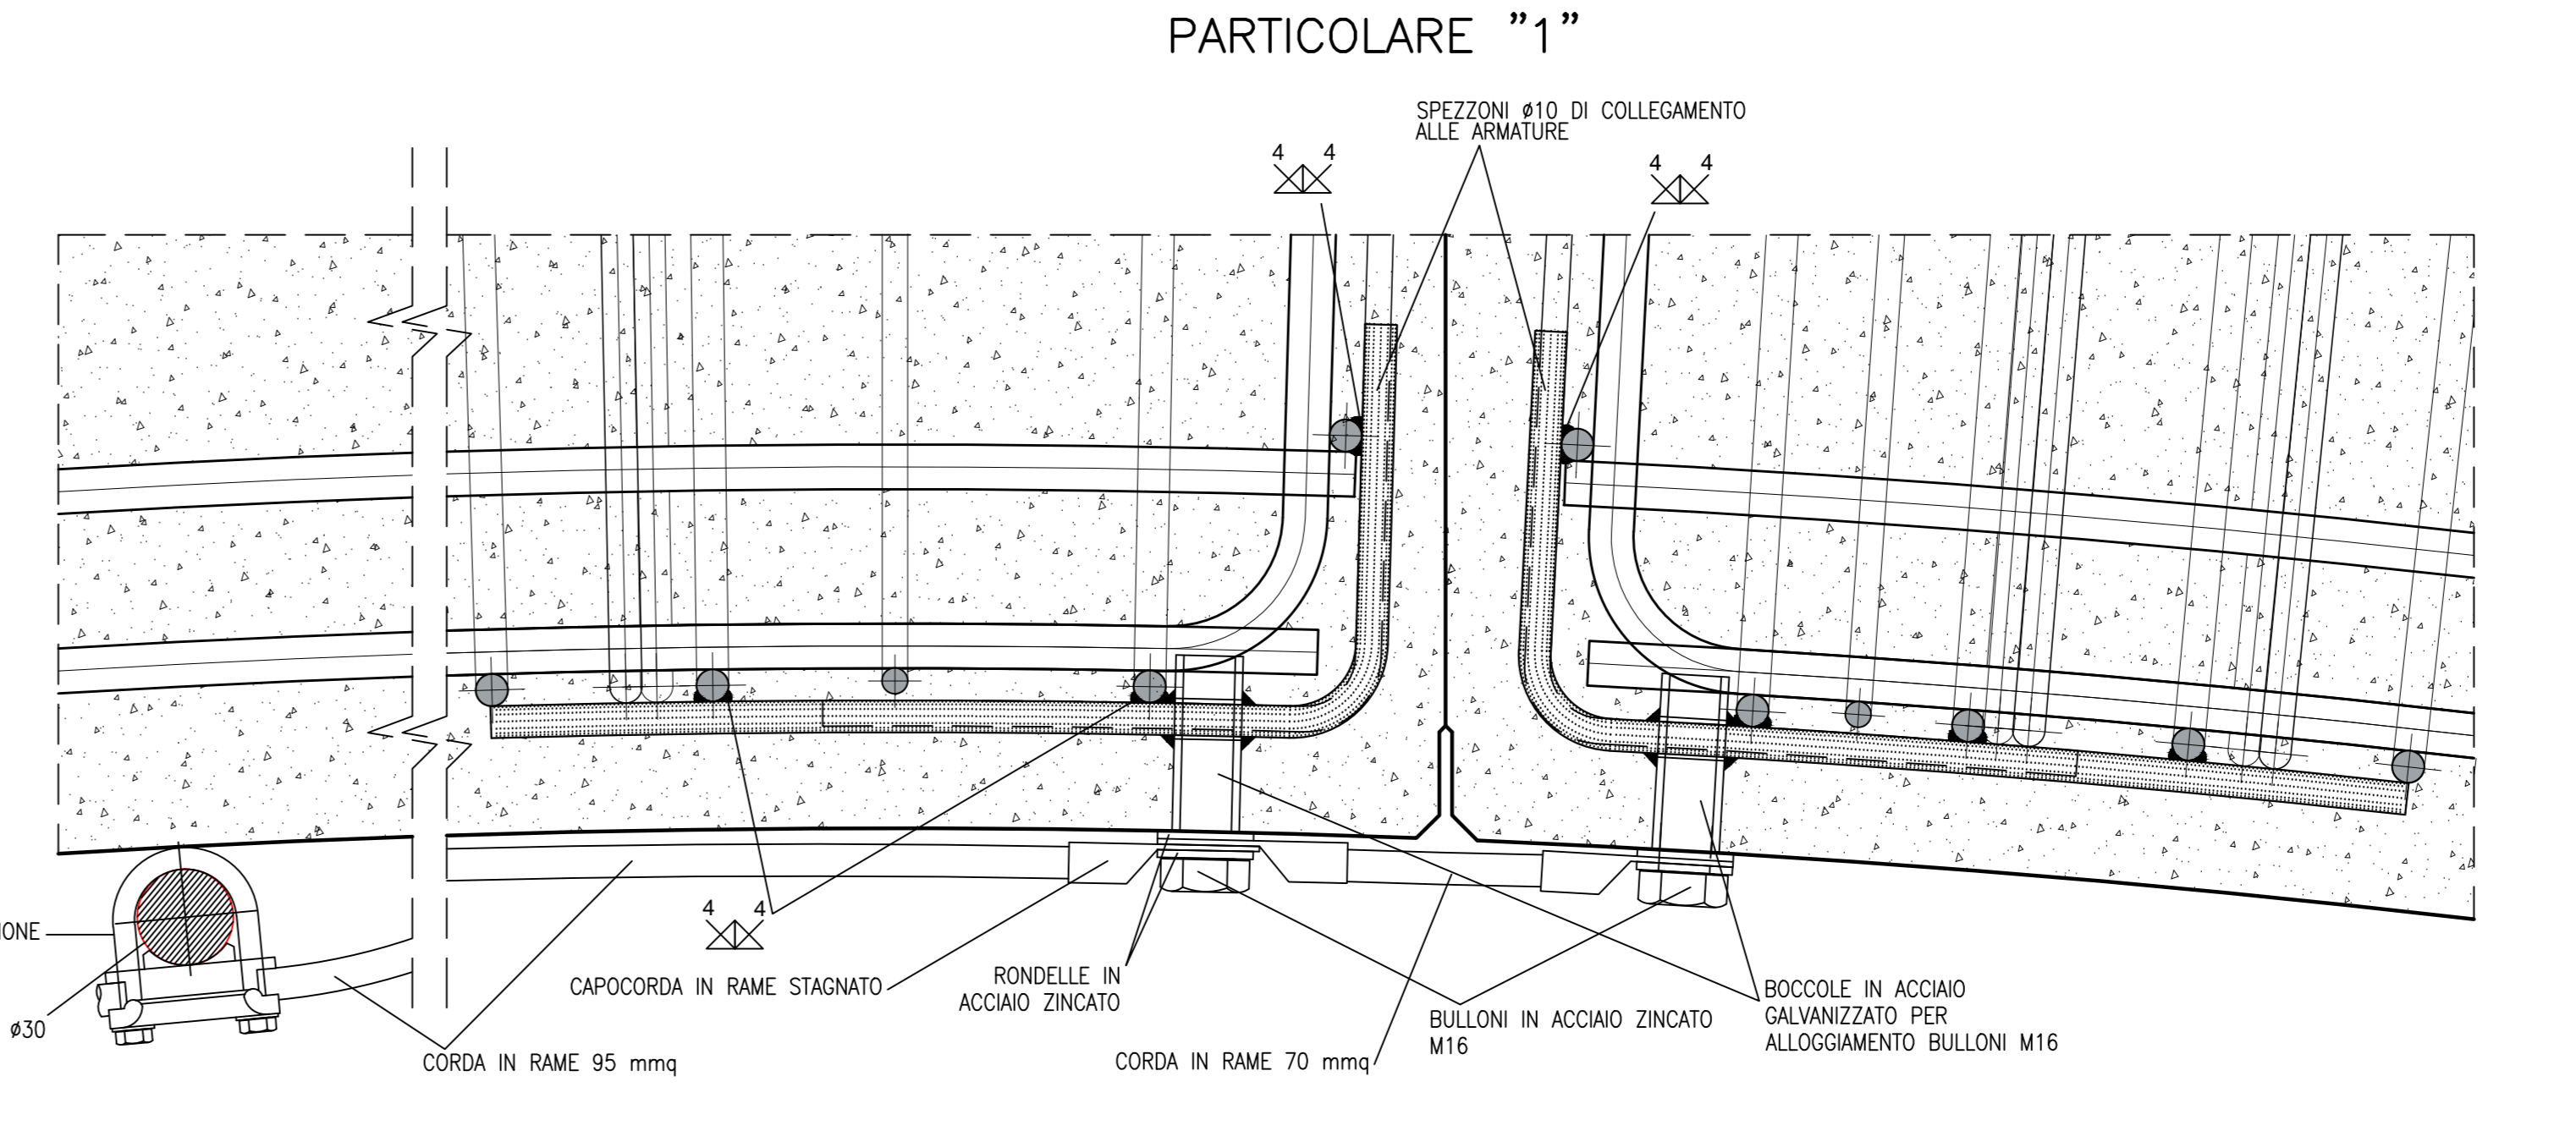 PARTICOLARE "1"
SPEZZONI ø10 DI COLLEGAMENTO
ALLE ARMATURE
4 4
4 4
4 4
IONE
ø30
CAPOCORDA IN RAME STAGNATO
RONDELLE IN
ACCIAIO ZINCATO
CORDA IN RAME 95 mmq
CORDA IN RAME 70 mmq
BULLONI IN ACCIAIO ZINCATO
M16
BOCCOLE IN ACCIAIO
GALVANIZZATO PER
ALLOGGIAMENTO BULLONI M16